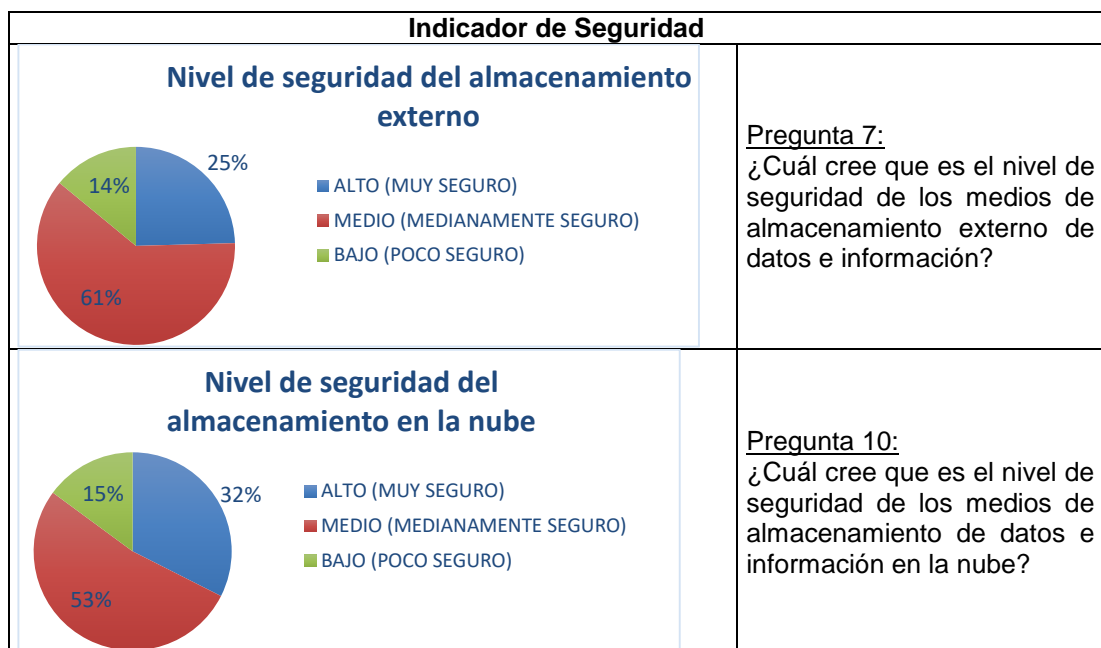 Indicador de Seguridad
Nivel de seguridad del almacenamiento
externo
25%
14%
61%
ALTO (MUY SEGURO)
MEDIO (MEDIANAMENTE SEGURO)
BAJO (POCO SEGURO)
Pregunta 7:
¿Cuál cree que es el nivel de
seguridad de los medios de
almacenamiento externo de
datos e información?
Nivel de seguridad del
almacenamiento en la nube
32%
15%
53%
ALTO (MUY SEGURO)
MEDIO (MEDIANAMENTE SEGURO)
BAJO (POCO SEGURO)
Pregunta 10:
¿Cuál cree que es el nivel de
seguridad de los medios de
almacenamiento de datos e
información en la nube?